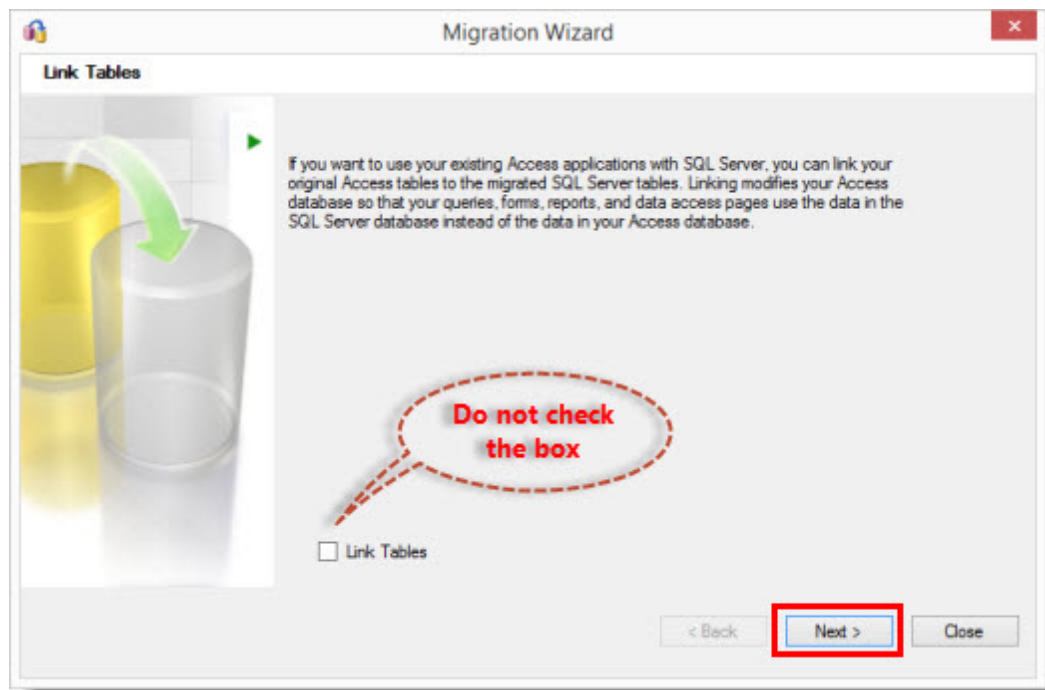 Migration Wizard
Link Tables
If you want to use your existing Access applications with SQL Server, you can link your
original Access tables to the migrated SQL Server tables. Linking modifies your Access
database so that your queries, forms, reports, and data access pages use the data in the
SQL Server database instead of the data in your Access database.
Do not check
the box
Link Tables
< Back
Next >
Close